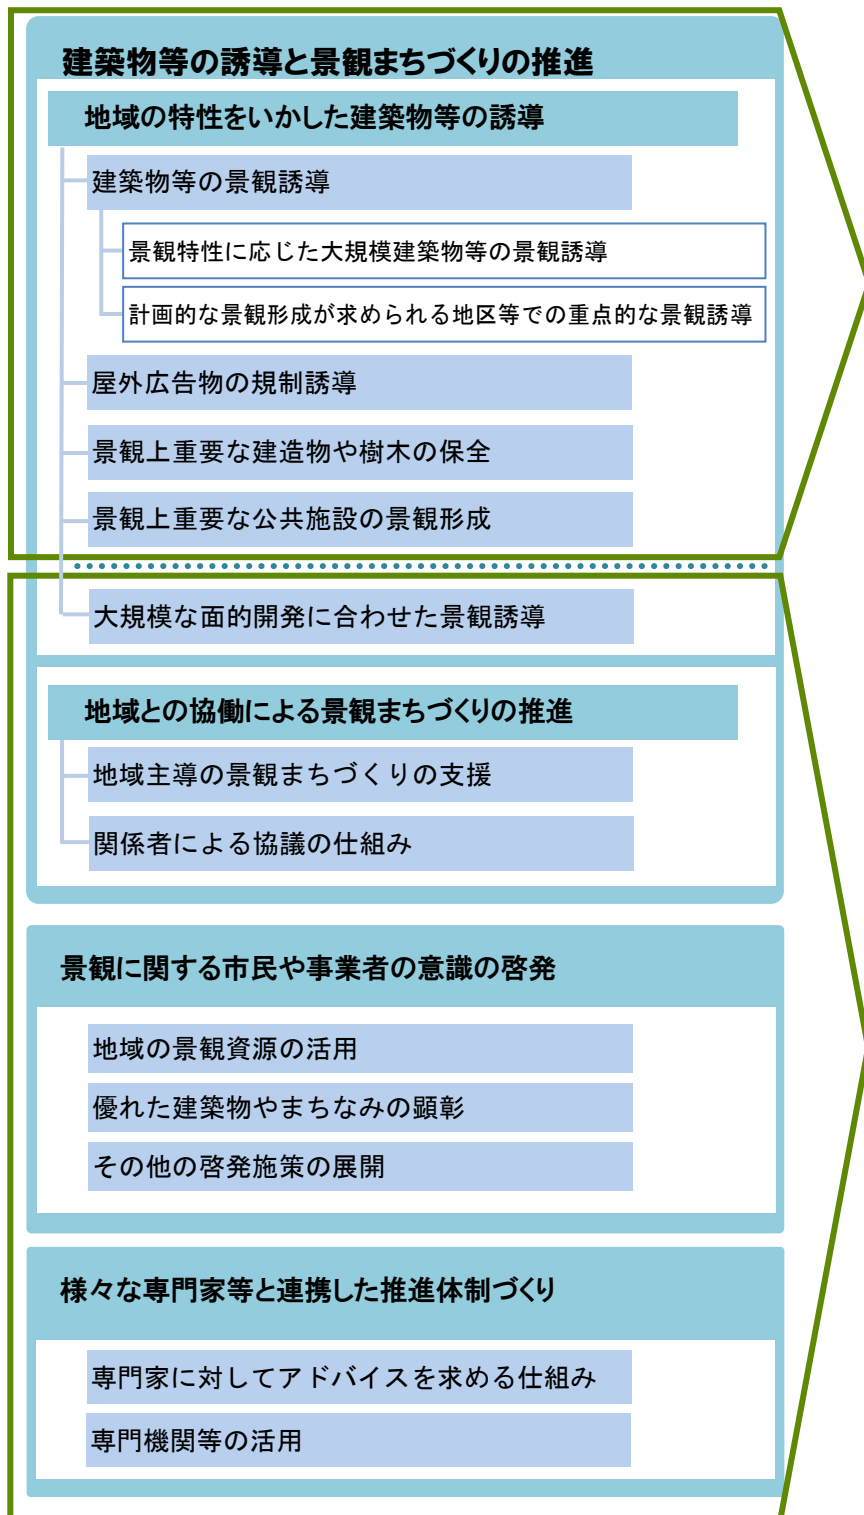 建築物等の誘導と景観まちづくりの推進
地域の特性をいかした建築物等の誘導
建築物等の景観誘導
景観特性に応じた大規模建築物等の景観誘導
計画的な景観形成が求められる地区等での重点的な景観誘導
屋外広告物の規制誘導
景観上重要な建造物や樹木の保全
景観上重要な公共施設の景観形成
大規模な面的開発に合わせた景観誘導
地域との協働による景観まちづくりの推進
地域主導の景観まちづくりの支援
関係者による協議の仕組み
景観に関する市民や事業者の意識の啓発
地域の景観資源の活用
優れた建築物やまちなみの顕彰
その他の啓発施策の展開
様々な専門家等と連携した推進体制づくり
専門家に対してアドバイスを求める仕組み
専門機関等の活用